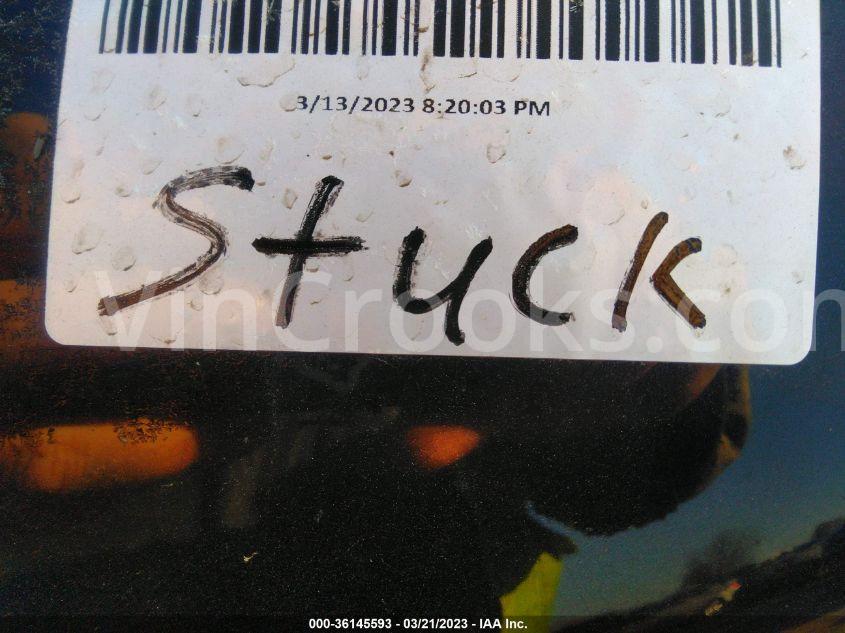 3/13/2023 8:20:03 PM
Stuck
VinCrooks.com
000-36145593 - 03/21/2023 - IAA Inc.